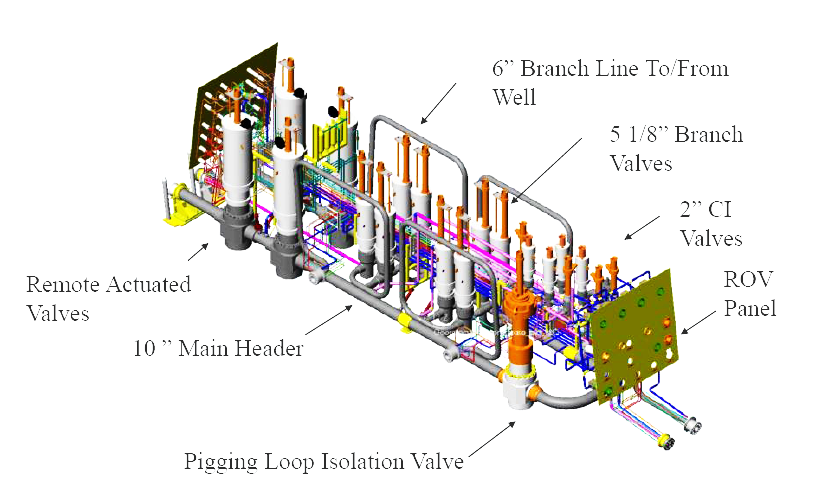 6” Branch Line To/From
Well
5 1/8” Branch
Valves
2” CI
Valves
ROV
Panel
Remote Actuated
Valves
10 ” Main Header
Pigging Loop Isolation Valve